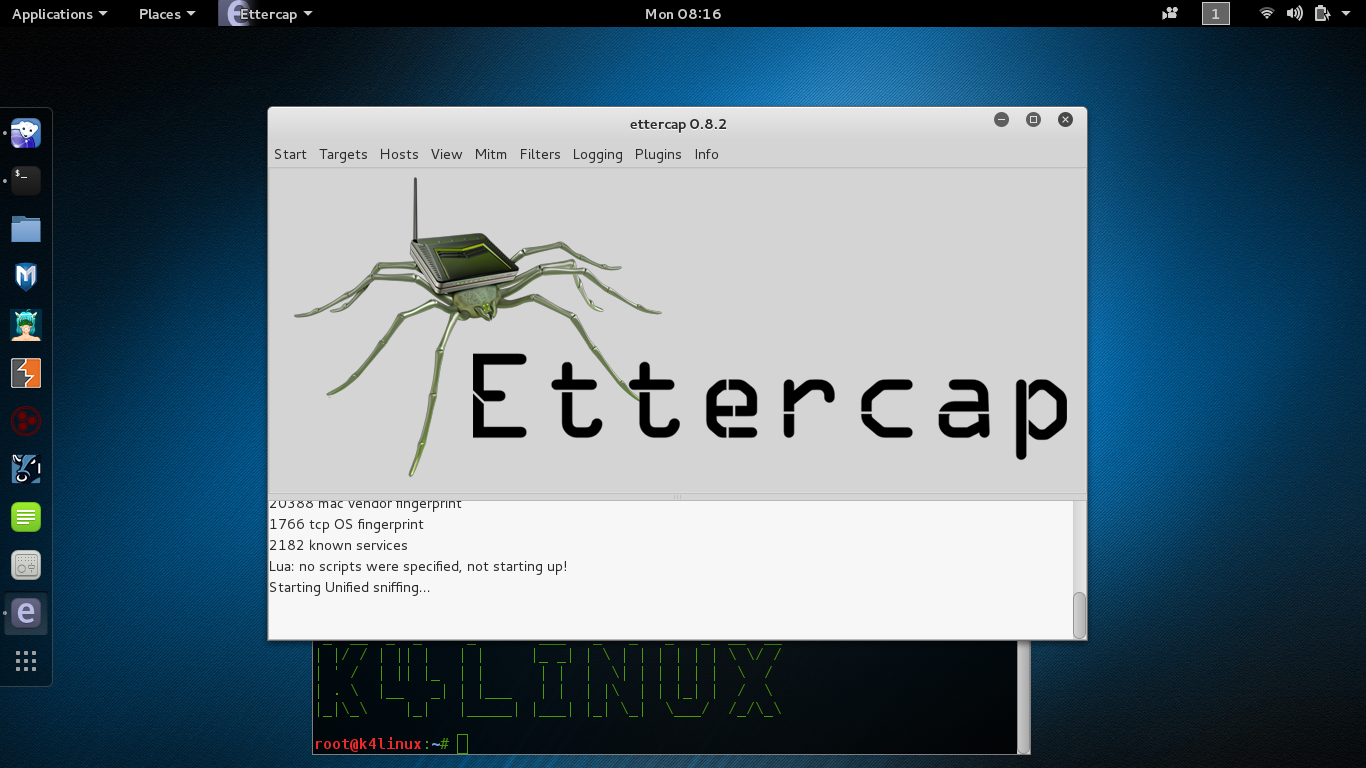 Applications Places Ettercap Mon 08:16 1
ettercap 0.8.2
Start Targets Hosts View Mitm Filters Logging Plugins Info
Ettercap
20388 mac vendor fingerprint
1766 tcp OS fingerprint
2182 known services
Lua: no scripts were specified, not starting up!
Starting Unified sniffing...
K4LINUX
root@k4linux:~#